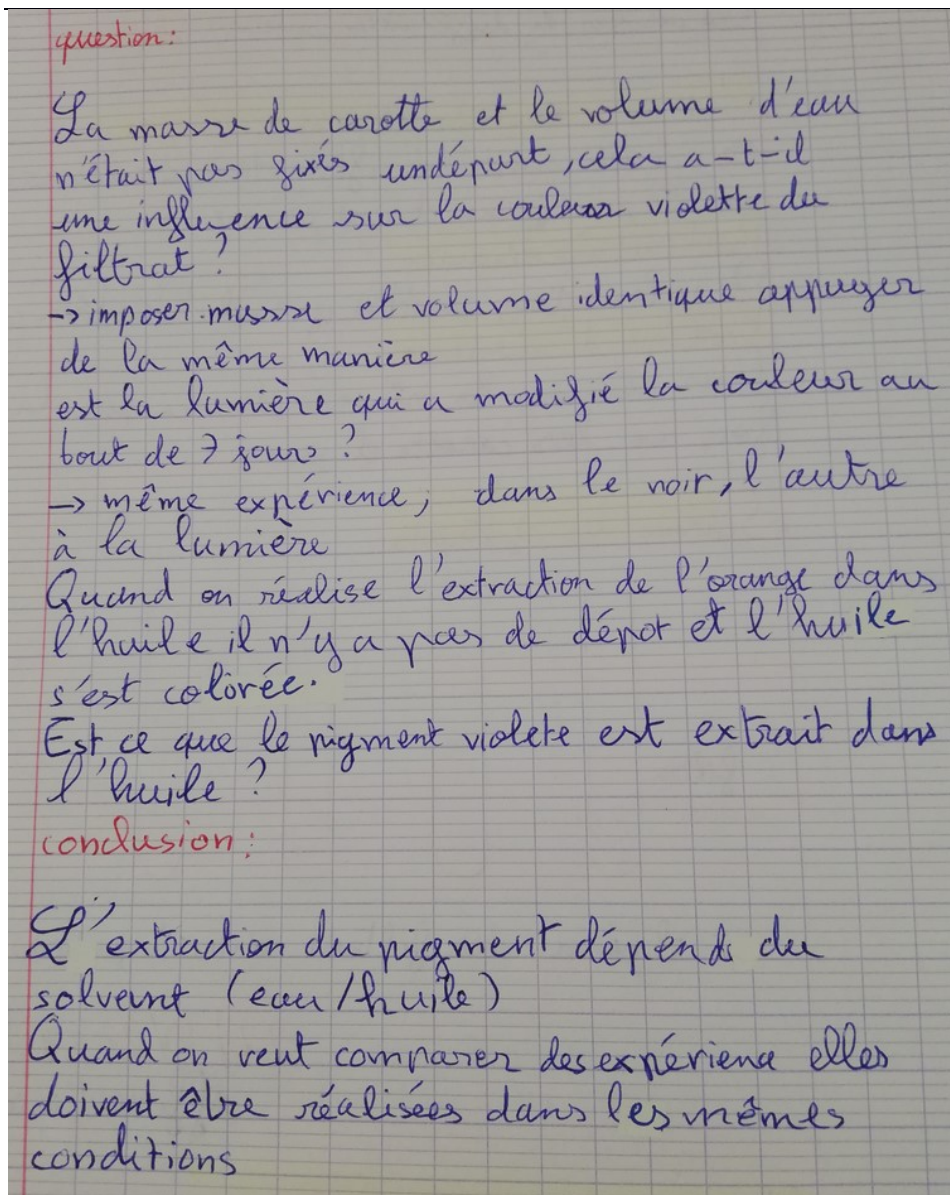 question:
La masse de carotte et le volume d'eau
n'était pas fixés undépart, cela a-t-il
une influence sur la couleur violette du
filtrat ?
-> imposer masse et volume identique appuyer
de la même manière
est la lumière qui a modifié la couleur au
bout de 7 jours ?
-> même expérience, dans le noir, l'autre
à la lumière
Quand on réalise l'extraction de l'orange dans
l'huile il n'y a pas de dépot et l'huile
s'est colorée.
Est ce que le pigment violete est extrait dans
l'huile ?
conclusion:
L'extraction du pigment dépends du
solvant (eau/huile)
Quand on veut comparer des expérience elles
doivent être réalisées dans les mêmes
conditions